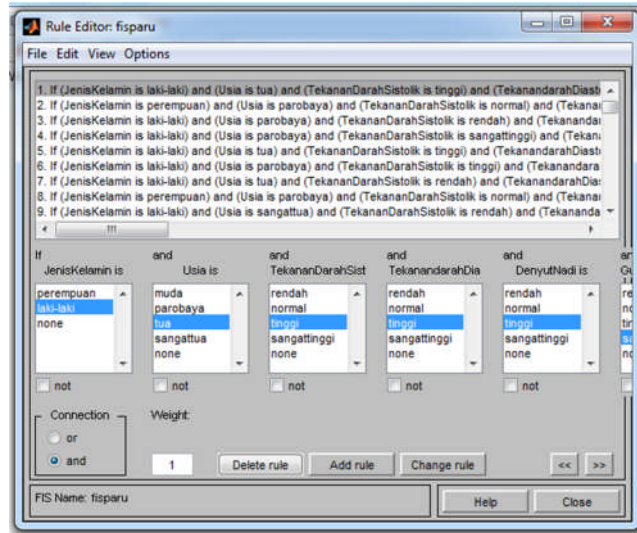 Rule Editor: fisparu
File Edit View Options
1. If (JenisKelamin is laki-laki) and (Usia is tua) and (TekananDarahSistolik is tinggi) and (TekanandarahDiast
2. If (JenisKelamin is perempuan) and (Usia is parobaya) and (TekananDarahSistolik is normal) and (Tekanan
3. If (JenisKelamin is laki-laki) and (Usia is parobaya) and (TekananDarahSistolik is rendah) and (Tekanandar
4. If (JenisKelamin is laki-laki) and (Usia is parobaya) and (TekananDarahSistolik is sangattinggi) and (Tekana
5. If (JenisKelamin is laki-laki) and (Usia is tua) and (TekananDarahSistolik is tinggi) and (TekanandarahDiast
6. If (JenisKelamin is laki-laki) and (Usia is parobaya) and (TekananDarahSistolik is tinggi) and (Tekanandara
7. If (JenisKelamin is laki-laki) and (Usia is tua) and (TekananDarahSistolik is rendah) and (TekanandarahDias
8. If (JenisKelamin is perempuan) and (Usia is parobaya) and (TekananDarahSistolik is normal) and (Tekanan
9. If (JenisKelamin is laki-laki) and (Usia is sangattua) and (TekananDarahSistolik is rendah) and (Tekananda
If and and and and
JenisKelamin is Usia is TekananDarahSist TekanandarahDia DenyutNadi is
perempuan muda rendah rendah rendah
laki-laki parobaya normal normal normal
none tua tinggi tinggi tinggi
sangattua sangattinggi sangattinggi sangattinggi
none none none none
not not not not not
Connection Weight:
or
and 1 Delete rule Add rule Change rule << >>
FIS Name: fisparu Help Close